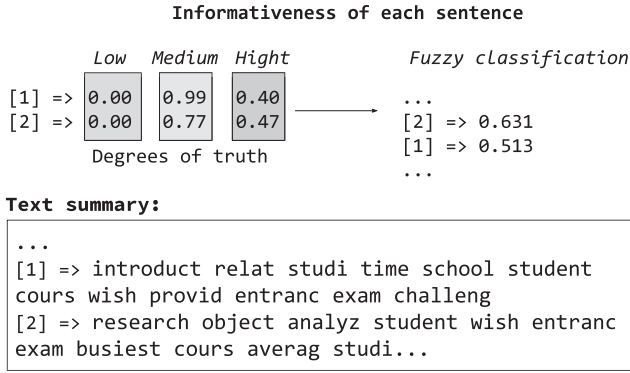 Informativeness of each sentence
Low Medium Hight Fuzzy classification
[1] => 0.00 0.99 0.40
[2] => 0.00 0.77 0.47
Degrees of truth
...
[2] => 0.631
[1] => 0.513
...
Text summary:
...
[1] => introduct relat studi time school student
cours wish provid entranc exam challeng
[2] => research object analyz student wish entranc
exam busiest cours averag studi...